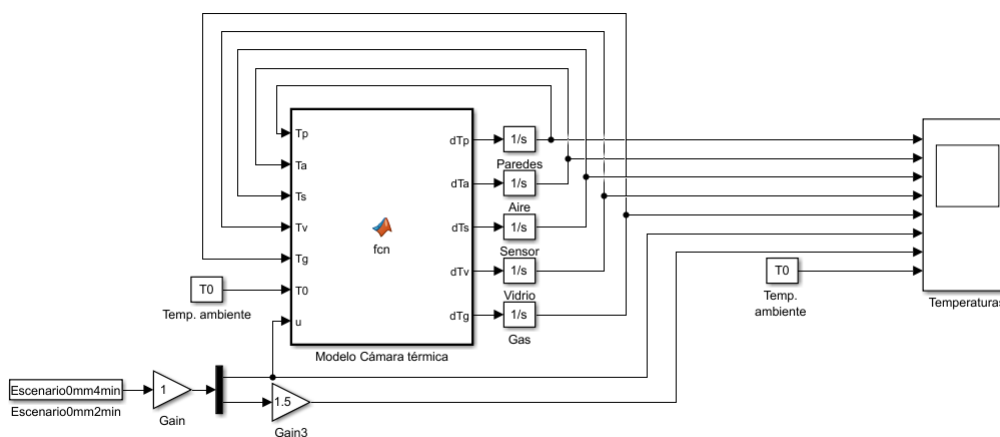 Tp
Ta
Ts
Tv
Tg
T0
u
fcn
dTp
dTa
dTs
dTv
dTg
Modelo Cámara térmica
1/s
Paredes
1/s
Aire
1/s
Sensor
1/s
Vidrio
1/s
Gas
T0
Temp. ambiente
T0
Temp.
ambiente
Temperaturas
Escenario0mm4min
Escenario0mm2min
1
Gain
1.5
Gain3